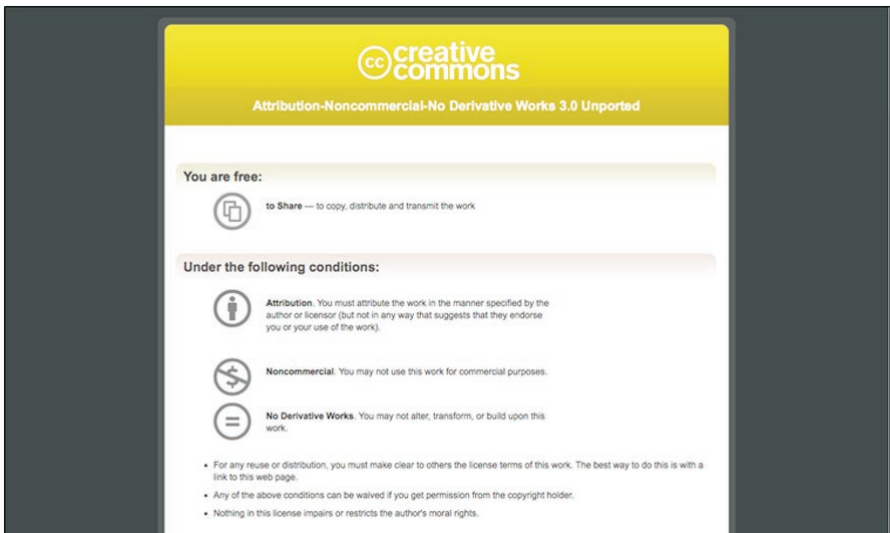 cc creative
commons
Attribution-Noncommercial-No Derivative Works 3.0 Unported
You are free:
to Share — to copy, distribute and transmit the work
Under the following conditions:
Attribution. You must attribute the work in the manner specified by the
author or licensor (but not in any way that suggests that they endorse
you or your use of the work).
Noncommercial. You may not use this work for commercial purposes.
No Derivative Works. You may not alter, transform, or build upon this
work.
• For any reuse or distribution, you must make clear to others the license terms of this work. The best way to do this is with a
link to this web page.
• Any of the above conditions can be waived if you get permission from the copyright holder.
• Nothing in this license impairs or restricts the author's moral rights.